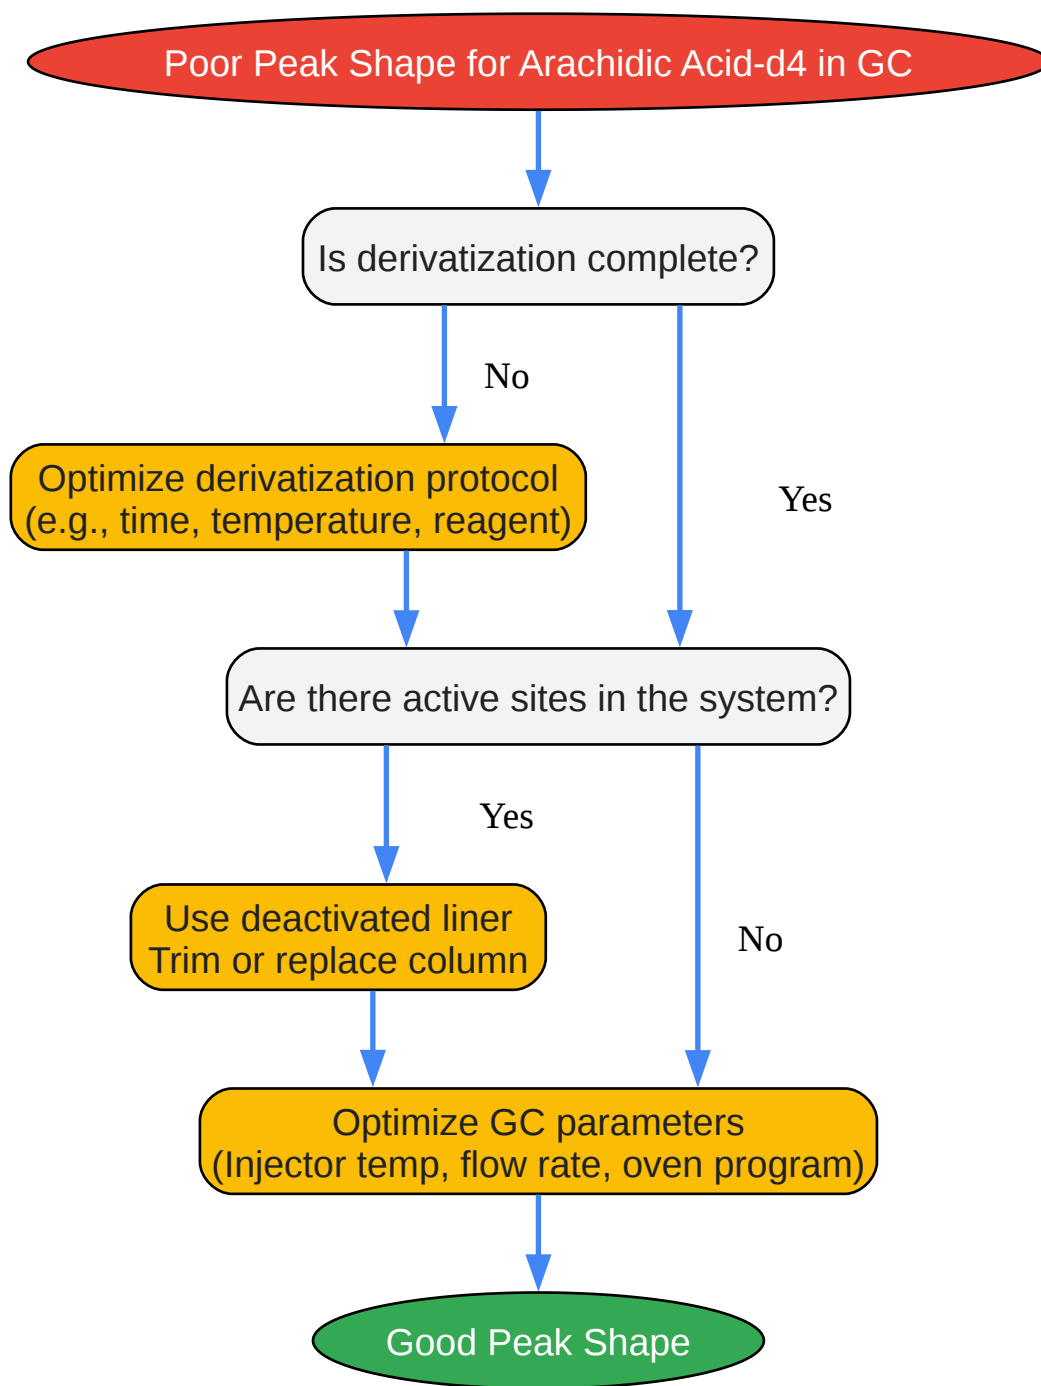 Poor Peak Shape for Arachidic Acid-d4 in GC
Is derivatization complete?
No
Optimize derivatization protocol
(e.g., time, temperature, reagent)
Yes
Are there active sites in the system?
Yes
Use deactivated liner
Trim or replace column
No
Optimize GC parameters
(Injector temp, flow rate, oven program)
Good Peak Shape